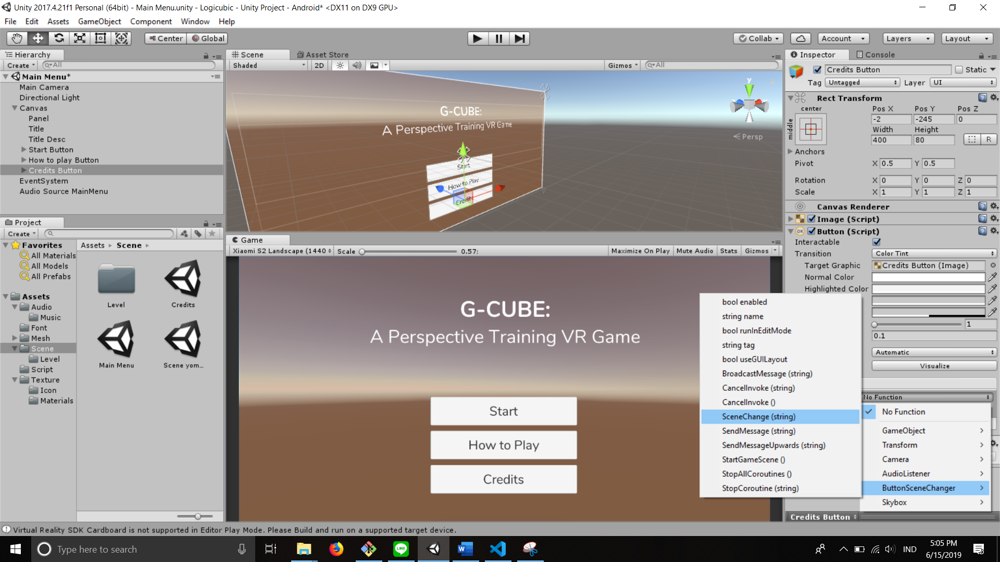 Unity 2017.4.21f1 Personal (64bit) - Main Menu.unity - Logicubic - Unity Project - Android* <DX11 on DX9 GPU>
File Edit Assets GameObject Component Window Help
Center Global Collab Account Layers Layout
Hierarchy
Create All
Main Menu*
Main Camera
Directional Light
Canvas
Panel
Title
Title Desc
Start Button
How to play Button
Credits Button
EventSystem
Audio Source MainMenu
Project
Create
Favorites
All Materials
All Models
All Prefabs
Assets
Audio
Music
Font
Mesh
Scene
Level
Script
Texture
Icon
Materials
Assets Scene
Level
Credits
Main Menu
Scene yom...
Scene Asset Store
Shaded 2D Gizmos All
G-CUBE:
A Perspective Training VR Game
Start
How to Play
Credits
y
Persp
Game
Xiaomi S2 Landscape (1440 Scale 0.57: Maximize On Play Mute Audio Stats Gizmos
G-CUBE:
A Perspective Training VR Game
Start
How to Play
Credits
Inspector Console
Credits Button Static
Tag Untagged Layer UI
Rect Transform
center
middle
Pos X Pos Y Pos Z
-2 -245 0
Width Height
400 80 R
Anchors
Pivot X 0.5 Y 0.5
Rotation X 0 Y 0 Z 0
Scale X 1 Y 1 Z 1
Canvas Renderer
Image (Script)
OK Button (Script)
Interactable
Transition Color Tint
Target Graphic Credits Button (Image)
Normal Color
Highlighted Color
1
0.1
Automatic
Visualize
No Function
No Function
GameObject
Transform
Camera
AudioListener
ButtonSceneChanger
Skybox
bool enabled
string name
bool runInEditMode
string tag
bool useGUILayout
BroadcastMessage (string)
CancelInvoke (string)
CancelInvoke ()
SceneChange (string)
SendMessage (string)
SendMessageUpwards (string)
StartGameScene ()
StopAllCoroutines ()
StopCoroutine (string)
Credits Button
Virtual Reality SDK Cardboard is not supported in Editor Play Mode. Please Build and run on a supported target device.
Type here to search
LINE
W
IND
5:05 PM
6/15/2019